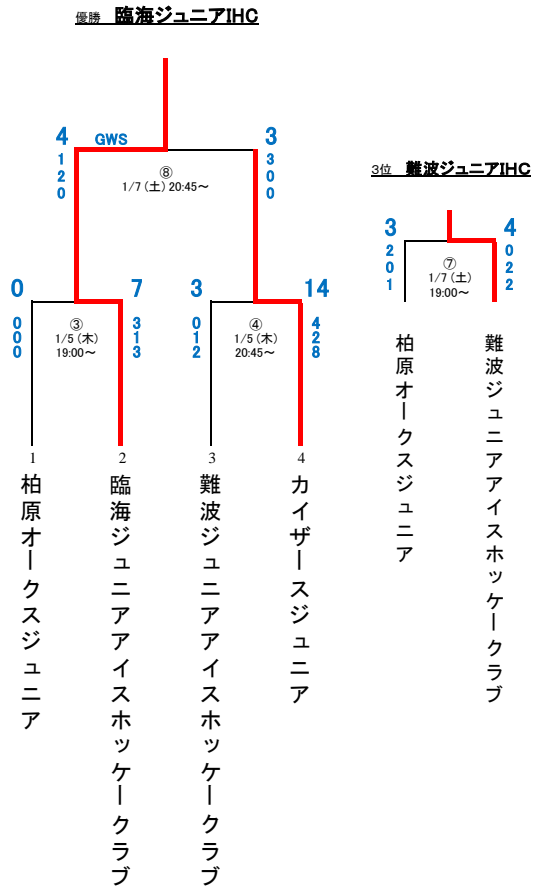 優勝 臨海ジュニアIHC
4 GWS 3
1 3
2 0
0 0
⑧
1/7 (土) 20:45～
3位 難波ジュニアIHC
3 4
2 0
0 2
1 2
⑦
1/7 (土)
19:00～
柏原オークスジュニア
難波ジュニアアイスホッケークラブ
0 7 3 14
0 3 0 4
0 1 1 2
0 3 2 8
③
1/5 (木)
19:00～
④
1/5 (木)
20:45～
1 2 3 4
柏原オークスジュニア
臨海ジュニアアイスホッケークラブ
難波ジュニアアイスホッケークラブ
カイザースジュニア